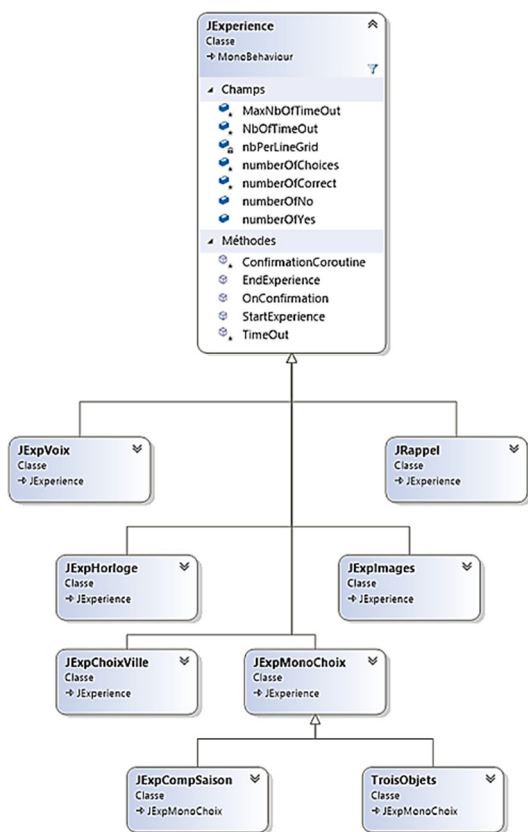 JExperience
Classe
MonoBehaviour
Champs
MaxNbOfTimeOut
NbOfTimeOut
nbPerLineGrid
numberOfChoices
numberOfCorrect
numberOfNo
numberOfYes
Méthodes
ConfirmationCoroutine
EndExperience
OnConfirmation
StartExperience
TimeOut
JExpVoix
Classe
JExperience
JRappel
Classe
JExperience
JExpHorloge
Classe
JExperience
JExpImages
Classe
JExperience
JExpChoixVille
Classe
JExperience
JExpMonoChoix
Classe
JExperience
JExpCompSaison
Classe
JExpMonoChoix
TroisObjets
Classe
JExpMonoChoix